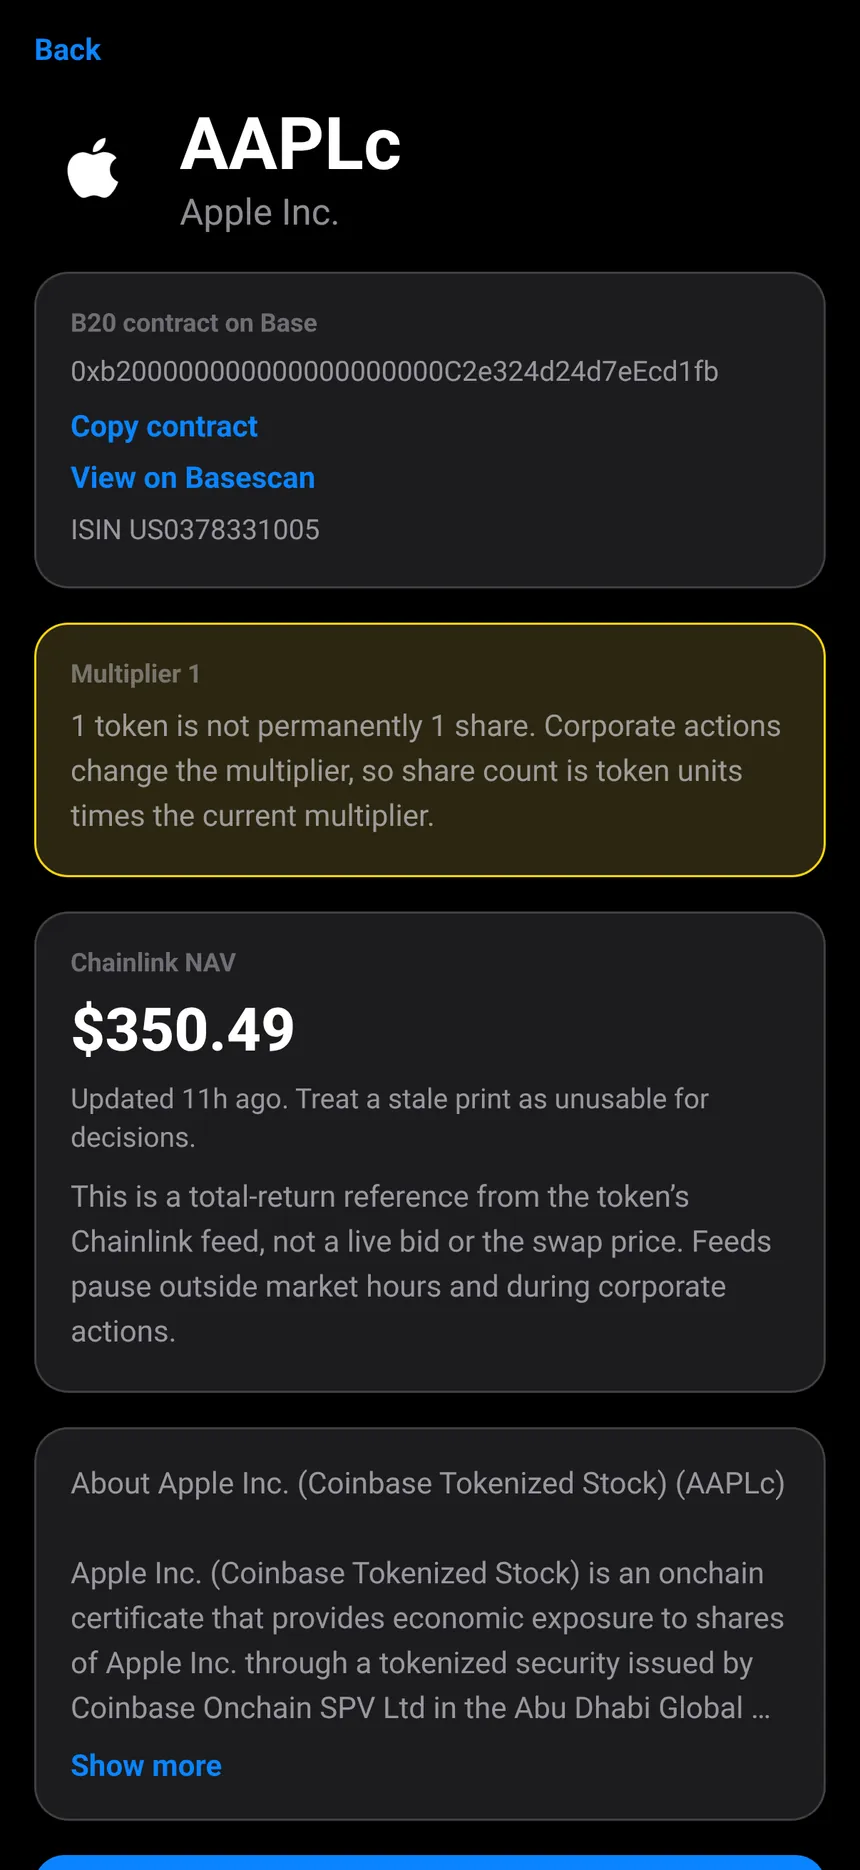 Back
AAPLc
Apple Inc.
B20 contract on Base
0xb200000000000000000000C2e324d24d7eEcd1fb
Copy contract
View on Basescan
ISIN US0378331005
Multiplier 1
1 token is not permanently 1 share. Corporate actions
change the multiplier, so share count is token units
times the current multiplier.
Chainlink NAV
$350.49
Updated 11h ago. Treat a stale print as unusable for
decisions.
This is a total-return reference from the token’s
Chainlink feed, not a live bid or the swap price. Feeds
pause outside market hours and during corporate
actions.
About Apple Inc. (Coinbase Tokenized Stock) (AAPLc)
Apple Inc. (Coinbase Tokenized Stock) is an onchain
certificate that provides economic exposure to shares
of Apple Inc. through a tokenized security issued by
Coinbase Onchain SPV Ltd in the Abu Dhabi Global ...
Show more